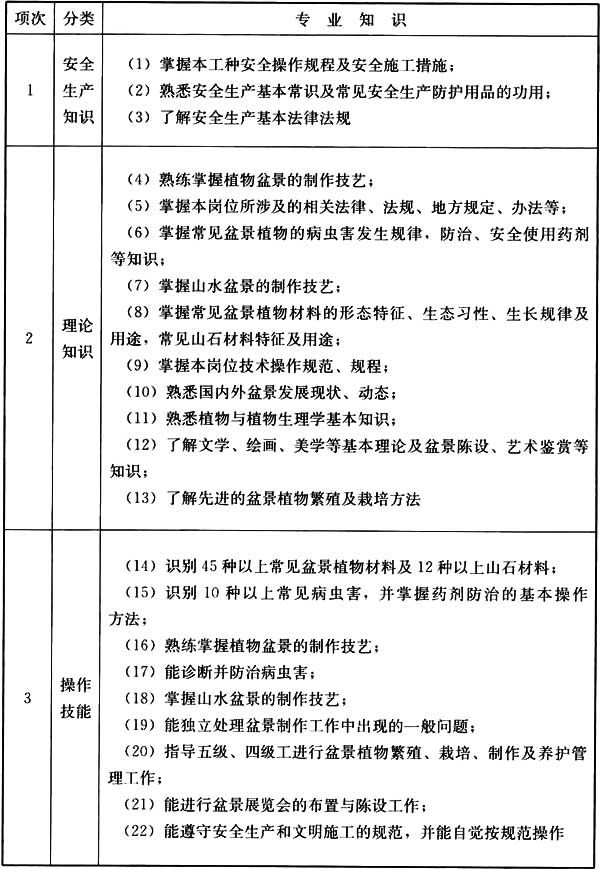 项次 分类 专业知识
1
安全
生产
知识
（1）掌握本工种安全操作规程及安全施工措施；
（2）熟悉安全生产基本常识及常见安全生产防护用品的功用；
（3）了解安全生产基本法律法规
2
理论
知识
（4）熟练掌握植物盆景的制作技艺；
（5）掌握本岗位所涉及的相关法律、法规、地方规定、办法等；
（6）掌握常见盆景植物的病虫害发生规律，防治、安全使用药剂
等知识；
（7）掌握山水盆景的制作技艺；
（8）掌握常见盆景植物材料的形态特征、生态习性、生长规律及
用途，常见山石材料特征及用途；
（9）掌握本岗位技术操作规范、规程；
（10）熟悉国内外盆景发展现状、动态；
（11）熟悉植物与植物生理学基本知识；
（12）了解文学、绘画、美学等基本理论及盆景陈设、艺术鉴赏等
知识；
（13）了解先进的盆景植物繁殖及栽培方法
3
操作
技能
（14）识别45种以上常见盆景植物材料及12种以上山石材料；
（15）识别10种以上常见病虫害，并掌握药剂防治的基本操作
方法；
（16）熟练掌握植物盆景的制作技艺；
（17）能诊断并防治病虫害；
（18）掌握山水盆景的制作技艺；
（19）能独立处理盆景制作工作中出现的一般问题；
（20）指导五级、四级工进行盆景植物繁殖、栽培、制作及养护管
理工作；
（21）能进行盆景展览会的布置与陈设工作；
（22）能遵守安全生产和文明施工的规范，并能自觉按规范操作